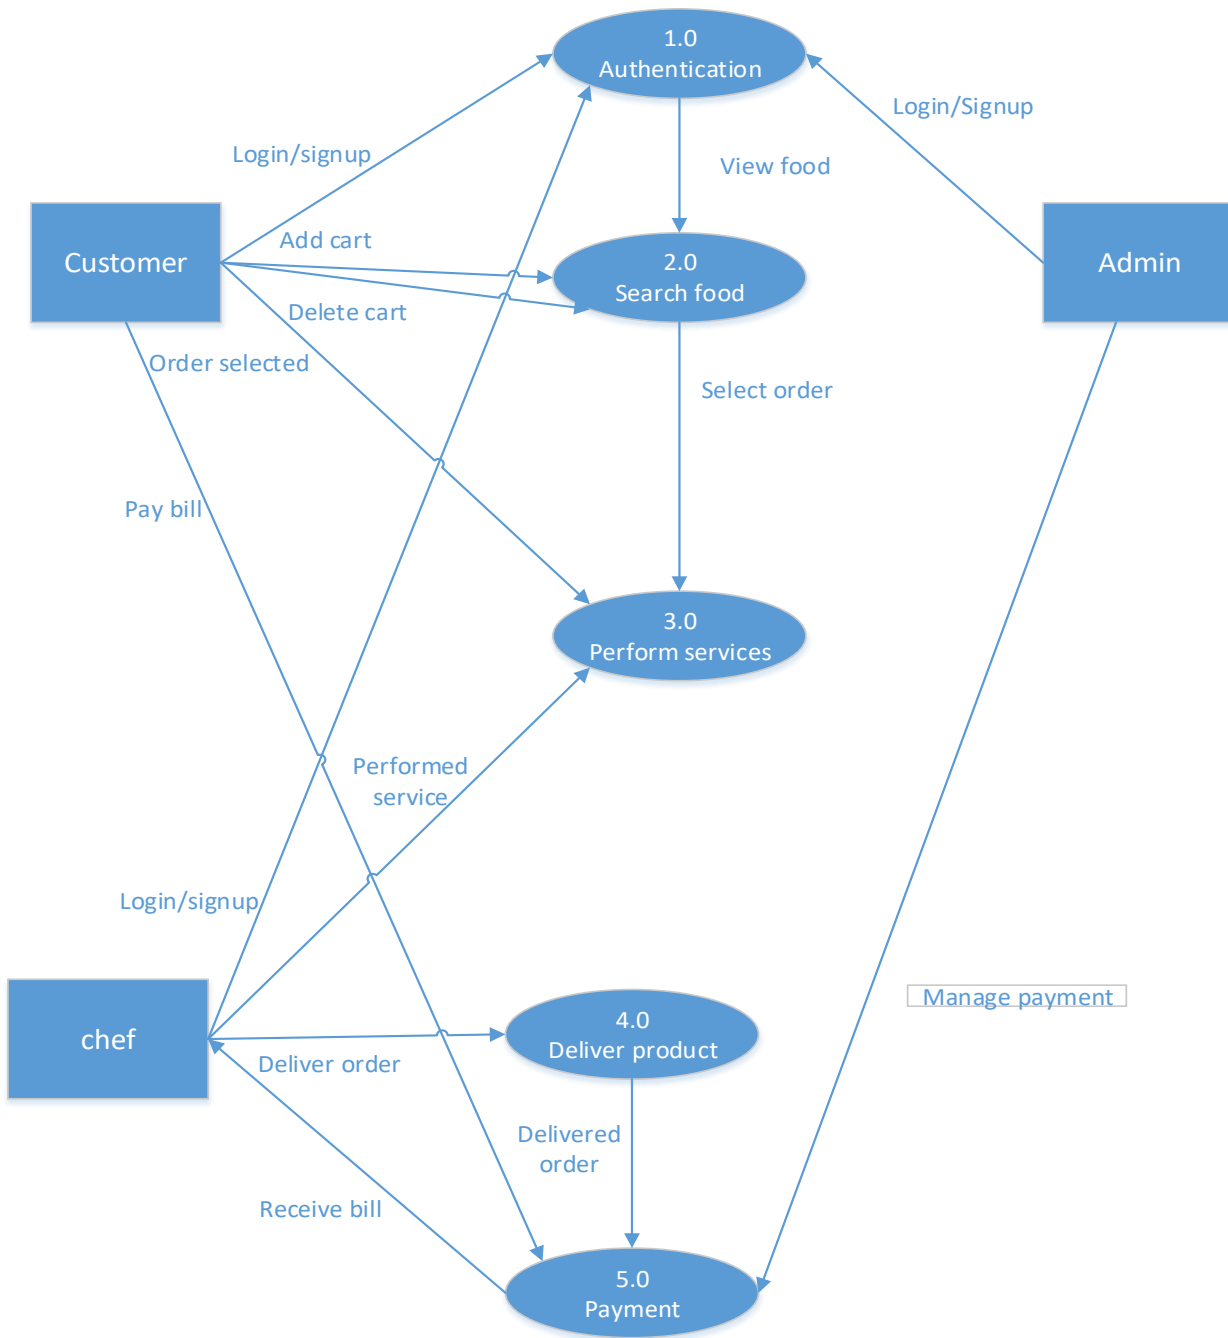 1.0
Authentication
Login/Signup
Login/signup
View food
Customer
Add cart
2.0
Search food
Admin
Delete cart
Order selected
Select order
Pay bill
3.0
Perform services
Performed
service
Login/signup
Manage payment
chef
4.0
Deliver product
Deliver order
Delivered
order
Receive bill
5.0
Payment